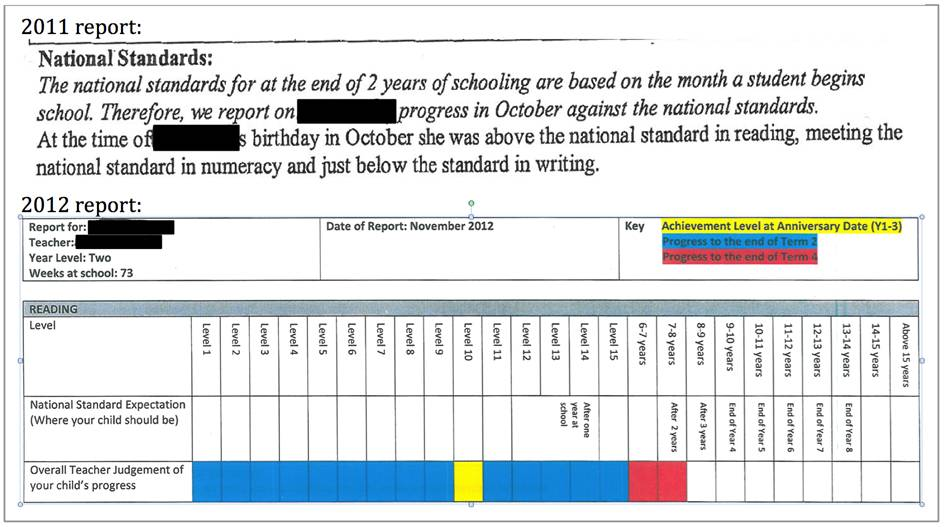 2011 report:
National Standards:
The national standards for at the end of 2 years of schooling are based on the month a student begins
school. Therefore, we report on progress in October against the national standards.
At the time of s birthday in October she was above the national standard in reading, meeting the
national standard in numeracy and just below the standard in writing.
2012 report:
Report for:
Teacher:
Year Level: Two
Weeks at school: 73
Date of Report: November 2012
Key
Achievement Level at Anniversary Date (Y1-3)
Progress to the end of Term 2
Progress to the end of Term 4
READING
Level
Level 1
Level 2
Level 3
Level 4
Level 5
Level 6
Level 7
Level 8
Level 9
Level 10
Level 11
Level 12
Level 13
Level 14
Level 15
6-7 years
7-8 years
8-9 years
9-10 years
10-11 years
11-12 years
12-13 years
13-14 years
14-15 years
Above 15 years
National Standard Expectation
(Where your child should be)
After one
year at
school
After 2 years
After 3 years
End of Year 4
End of Year 5
End of Year 6
End of Year 7
End of Year 8
Overall Teacher Judgement of
your child's progress